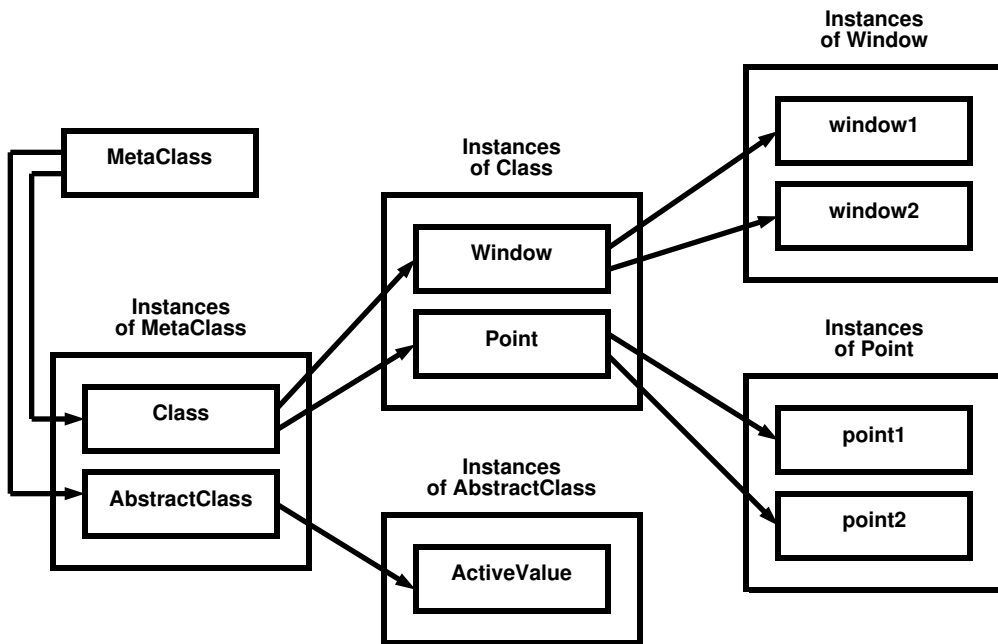 MetaClass
Instances
of MetaClass
Class
AbstractClass
Instances
of Class
Window
Point
Instances
of AbstractClass
ActiveValue
Instances
of Window
window1
window2
Instances
of Point
point1
point2